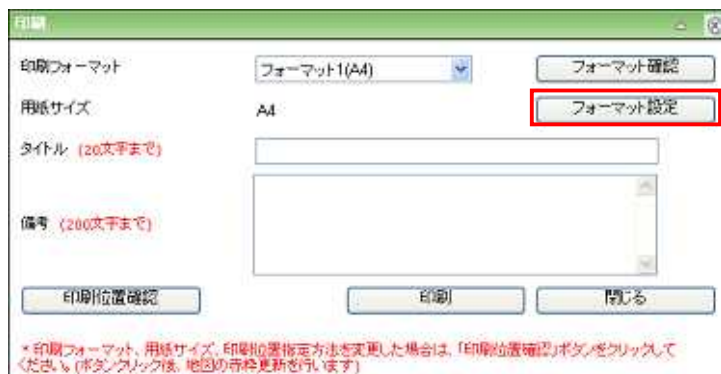 印刷
印刷フォーマット フォーマット1(A4) フォーマット確認
用紙サイズ A4 フォーマット設定
タイトル (20文字まで)
備考 (200文字まで)
印刷位置確認 印刷 閉じる
*印刷フォーマット、用紙サイズ、印刷位置指定方法を変更した場合は、「印刷位置確認」ボタンをクリックして
ください。(ボタンクリック後、地図の赤枠更新を行います)